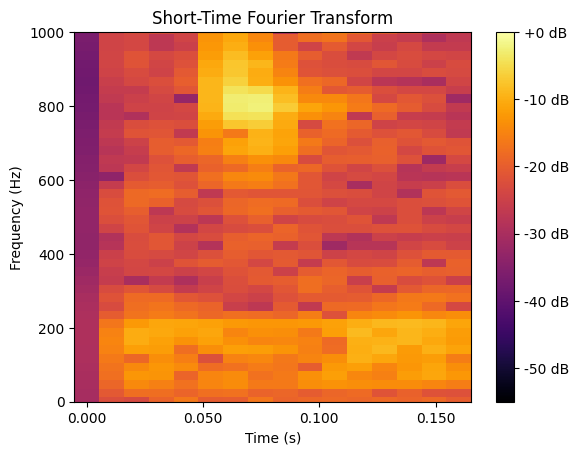 Short-Time Fourier Transform
1000
800
600
400
200
0
Frequency (Hz)
0.000
0.050
0.100
0.150
Time (s)
+0 dB
-10 dB
-20 dB
-30 dB
-40 dB
-50 dB